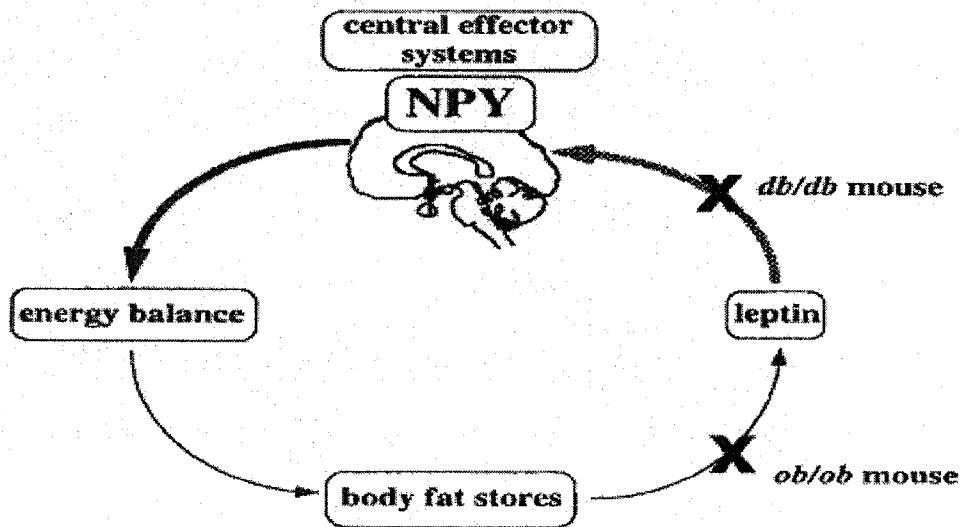 central effector
systems
NPY
db/db mouse
energy balance
leptin
body fat stores
ob/ob mouse